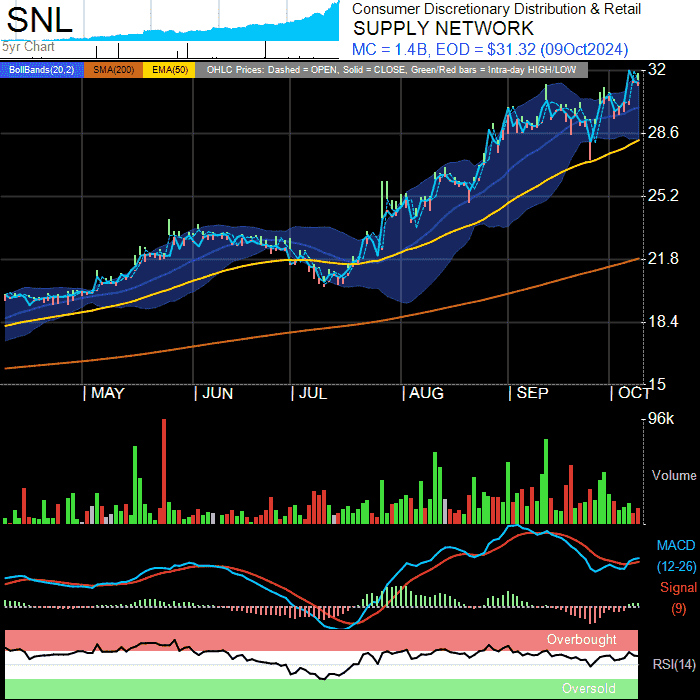 SNL
5yr Chart
Consumer Discretionary Distribution & Retail
SUPPLY NETWORK
MC = 1.4B, EOD = $31.32 (09Oct2024)
BollBands(20,2) SMA(200) EMA(50) OHLC Prices: Dashed = OPEN, Solid = CLOSE, Green/Red bars = Intra-day HIGH/LOW
32
28.6
25.2
21.8
18.4
15
| MAY | JUN | JUL | AUG | SEP | OCT
96k
Volume
MACD
(12-26)
Signal
(9)
Overbought
RSI(14)
Oversold